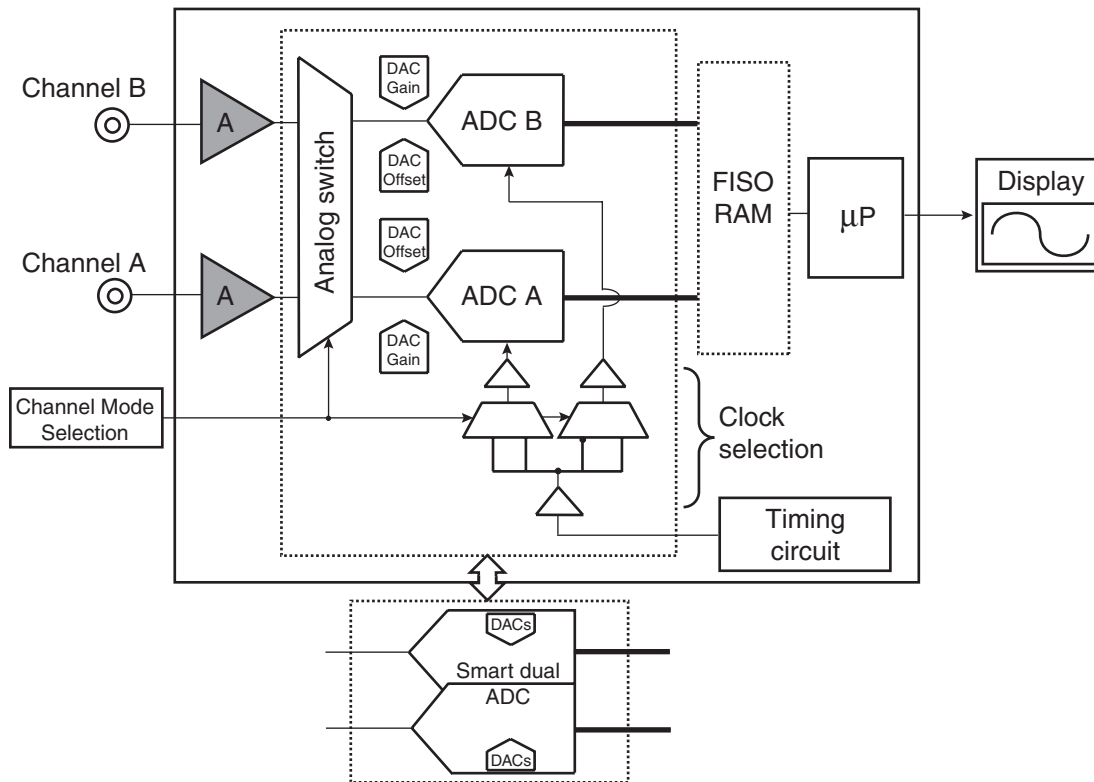 Channel B
A
Analog switch
DAC
Gain
ADC B
DAC
Offset
FISO
RAM
μP
Display
Channel A
A
DAC
Offset
ADC A
DAC
Gain
Channel Mode
Selection
Clock
selection
Timing
circuit
DACs
Smart dual
ADC
DACs